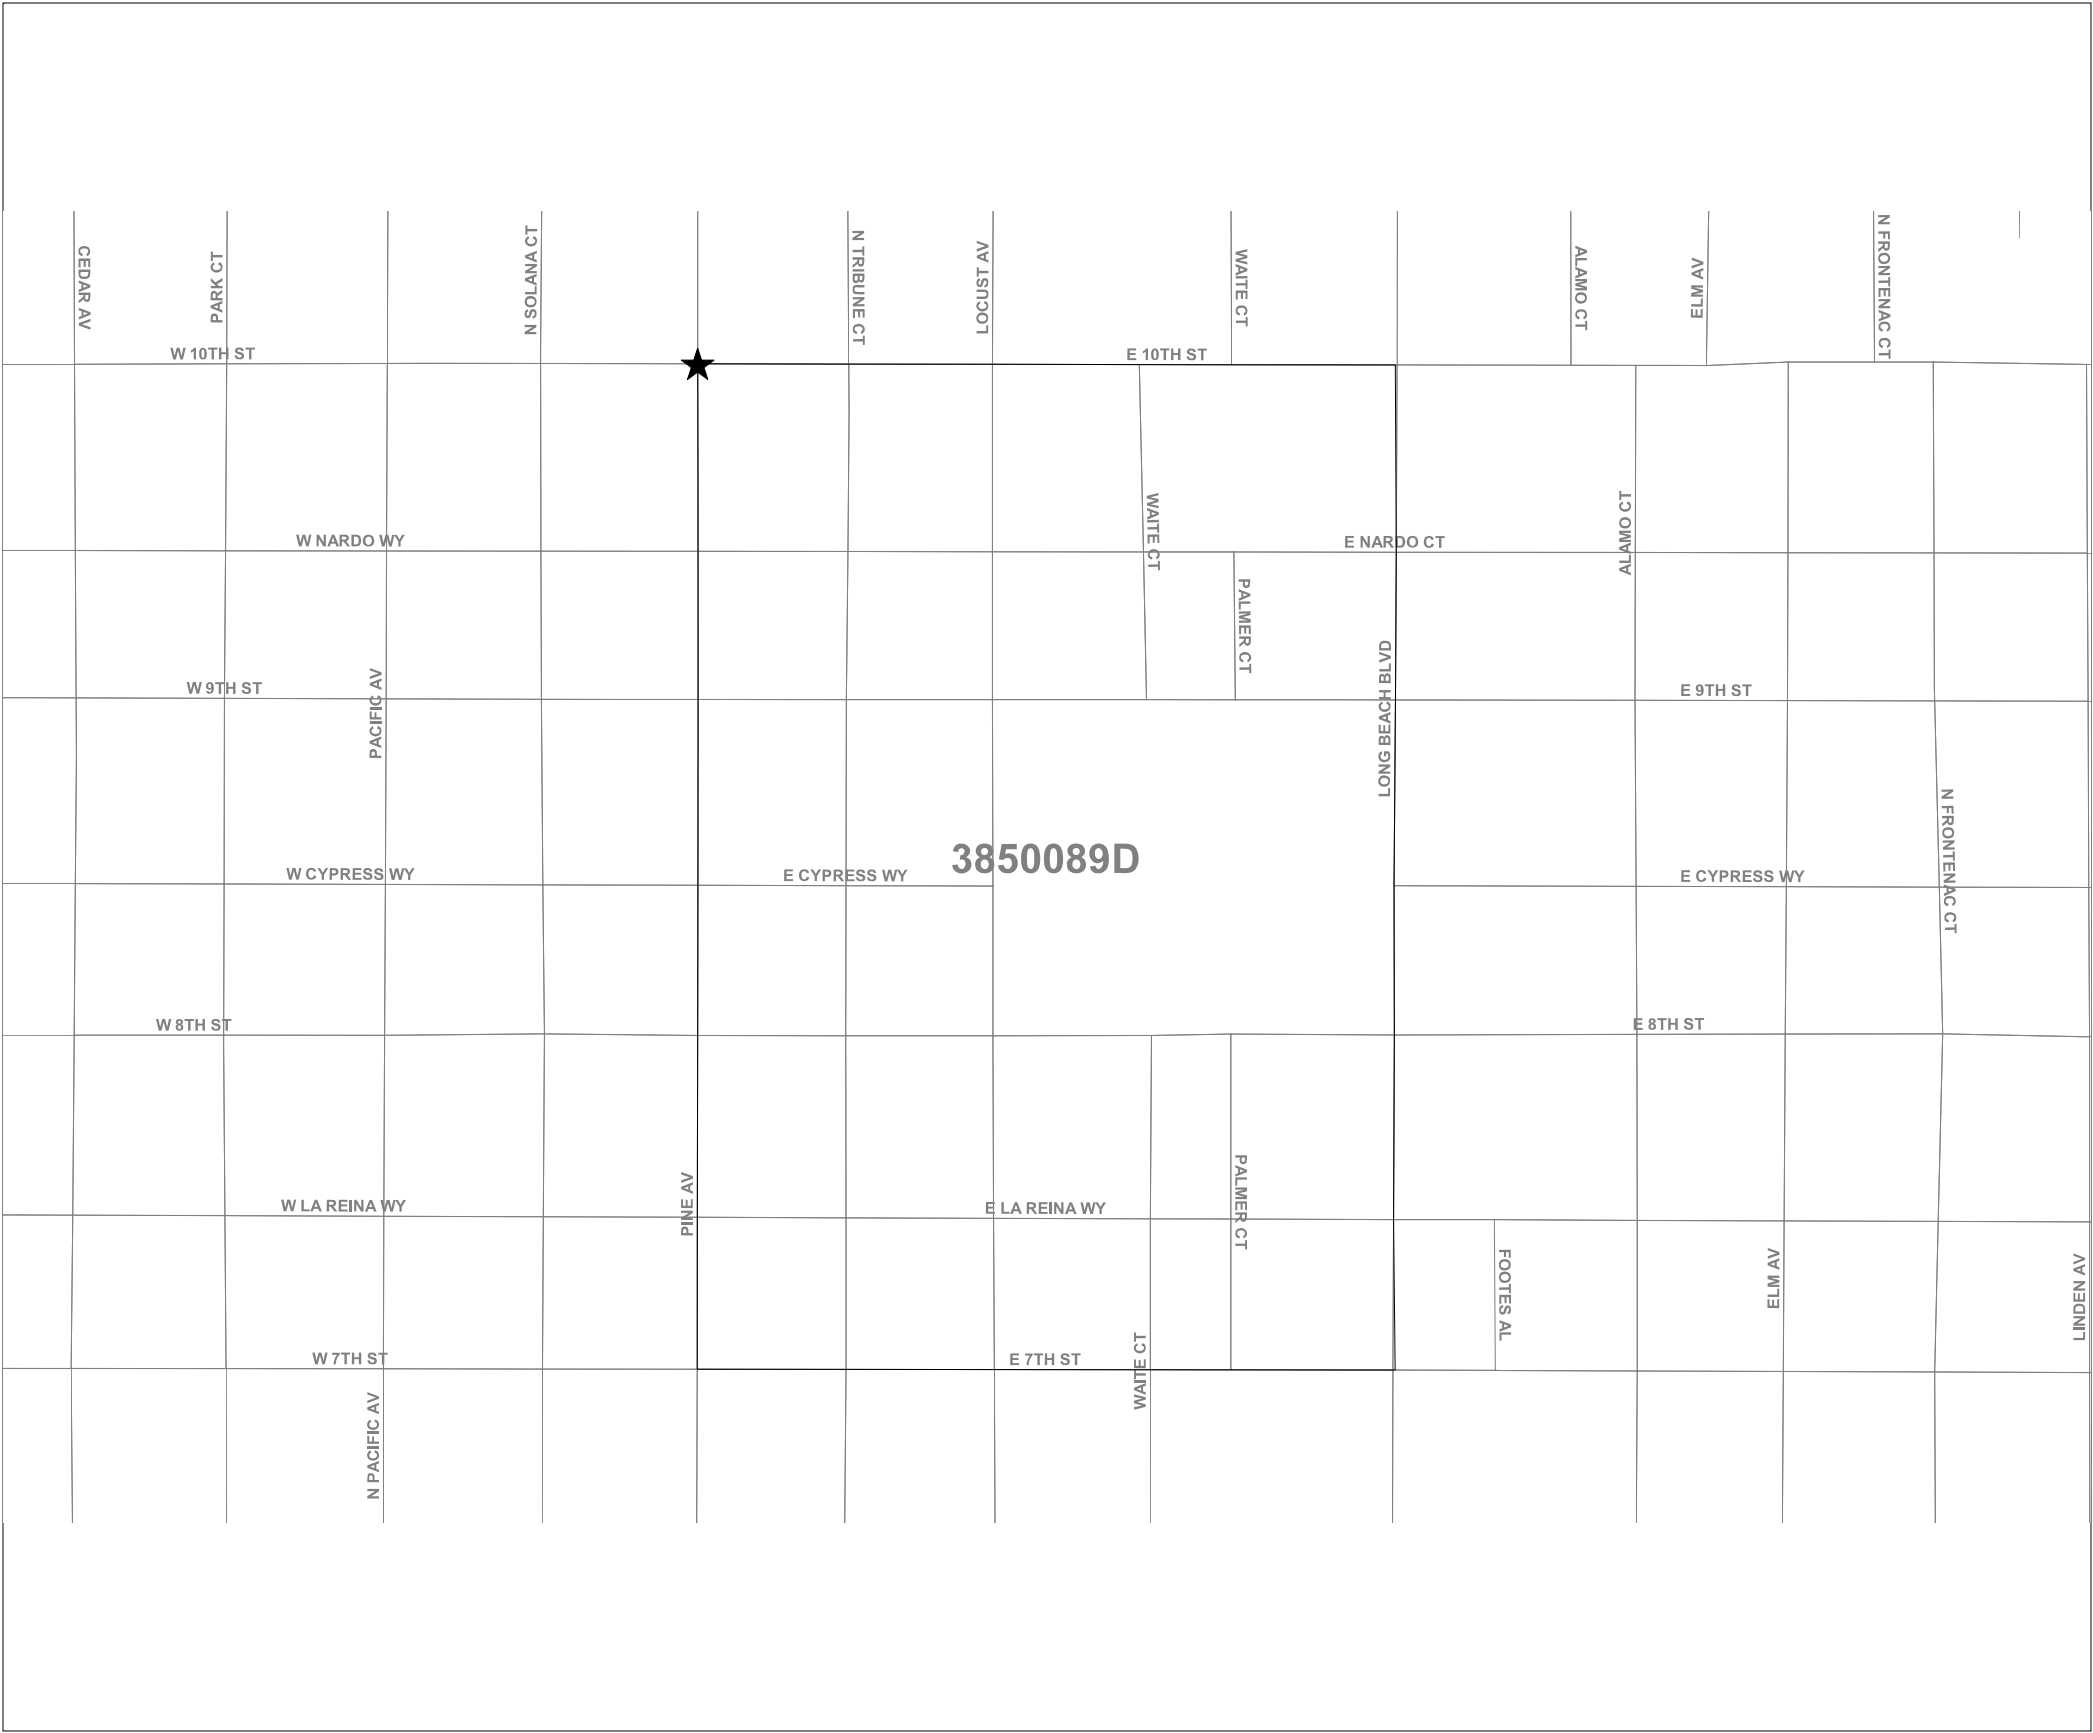 CEDAR AV
PARK CT
N SOLANA CT
N TRIBUNE CT
LOCUST AV
WAITE CT
ALAMO CT
ELM AV
N FRONTENAC CT
W 10TH ST
E 10TH ST
WAITE CT
ALAMO CT
W NARDO WY
E NARDO CT
PALMER CT
PACIFIC AV
LONG BEACH BLVD
W 9TH ST
E 9TH ST
N FRONTENAC CT
3850089D
W CYPRESS WY
E CYPRESS WY
E CYPRESS WY
W 8TH ST
E 8TH ST
PINE AV
PALMER CT
W LA REINA WY
E LA REINA WY
FOOTES AL
ELM AV
LINDEN AV
WAITE CT
W 7TH ST
E 7TH ST
N PACIFIC AV